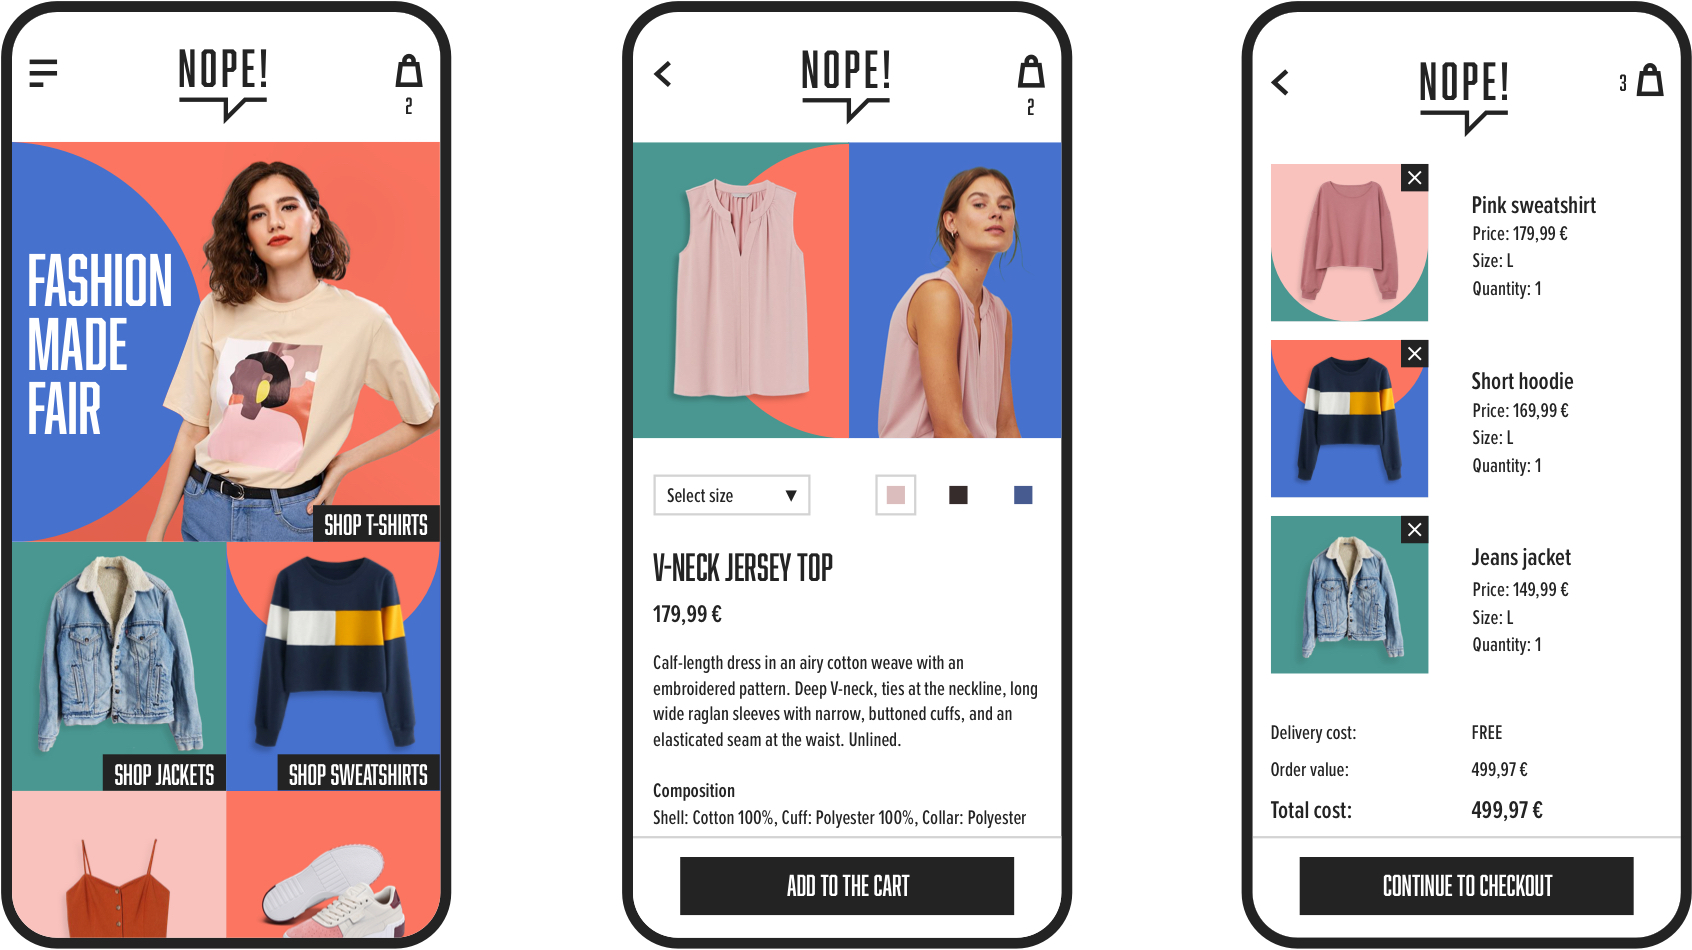 NOPE!
2
FASHION
MADE
FAIR
SHOP T-SHIRTS
SHOP JACKETS
SHOP SWEATSHIRTS
NOPE!
2
Select size
V-NECK JERSEY TOP
179,99 €
Calf-length dress in an airy cotton weave with an
embroidered pattern. Deep V-neck, ties at the neckline, long
wide raglan sleeves with narrow, buttoned cuffs, and an
elasticated seam at the waist. Unlined.
Composition
Shell: Cotton 100%, Cuff: Polyester 100%, Collar: Polyester
ADD TO THE CART
NOPE!
3
Pink sweatshirt
Price: 179,99 €
Size: L
Quantity: 1
Short hoodie
Price: 169,99 €
Size: L
Quantity: 1
Jeans jacket
Price: 149,99 €
Size: L
Quantity: 1
Delivery cost: FREE
Order value: 499,97 €
Total cost: 499,97 €
CONTINUE TO CHECKOUT